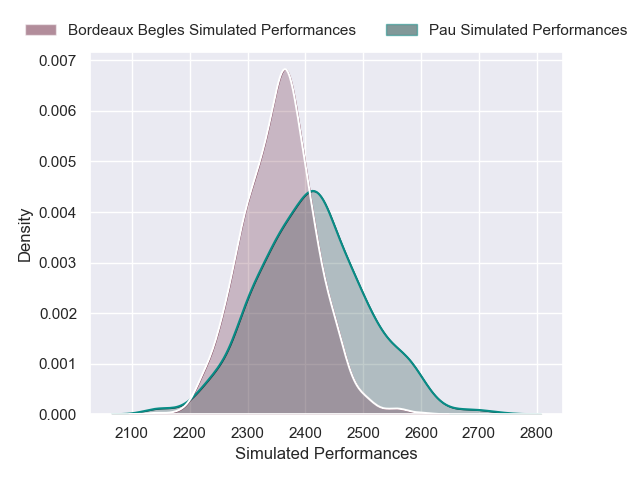 Bordeaux Begles Simulated Performances
Pau Simulated Performances
0.007
0.006
0.005
0.004
0.003
0.002
0.001
0.000
Density
2100 2200 2300 2400 2500 2600 2700 2800
Simulated Performances